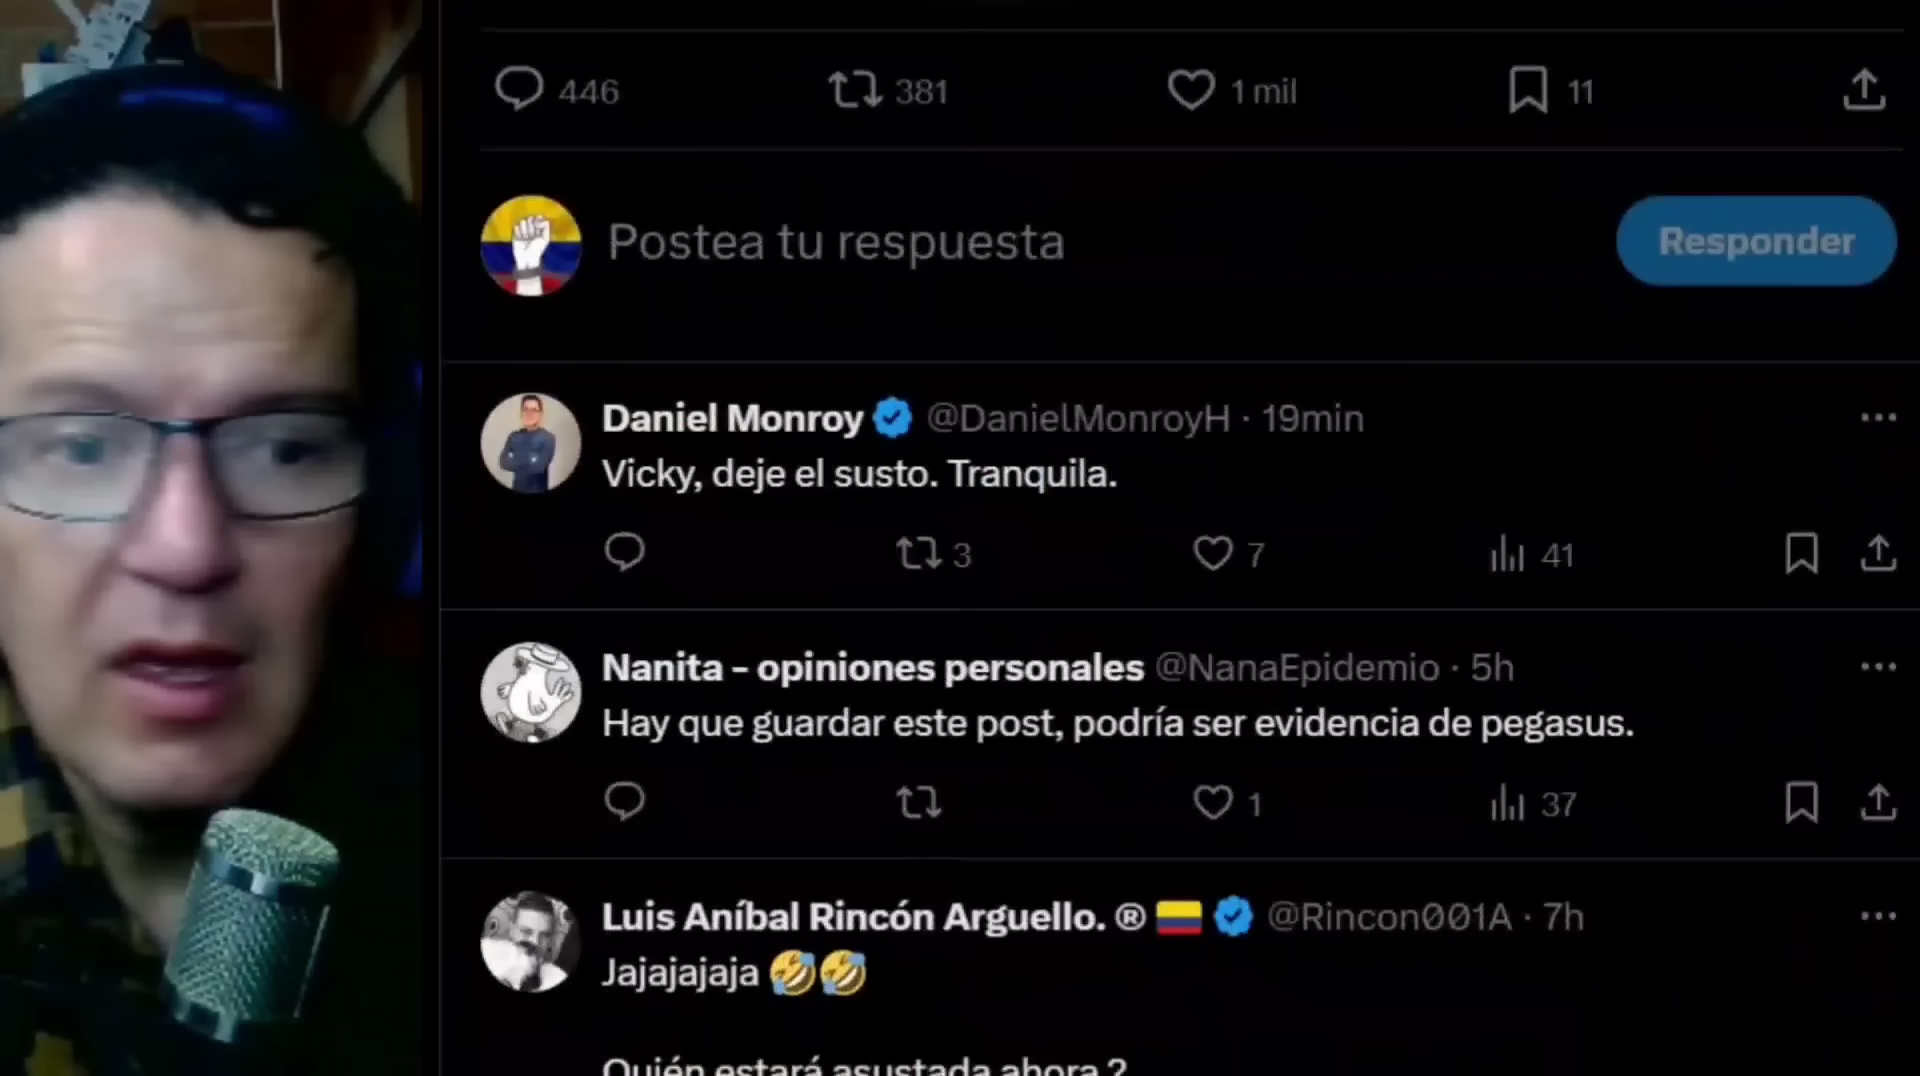 446 381 1 mil 11
Postea tu respuesta
Responder
Daniel Monroy @DanielMonroyH · 19min
Vicky, deje el susto. Tranquila.
3 7 41
Nanita - opiniones personales @NanaEpidemio · 5h
Hay que guardar este post, podría ser evidencia de pegasus.
1 37
Luis Aníbal Rincón Arguello. ® 🇨🇴 @Rincon001A · 7h
Jajajajaja 🤣🤣
Quién estará asustada ahora ?